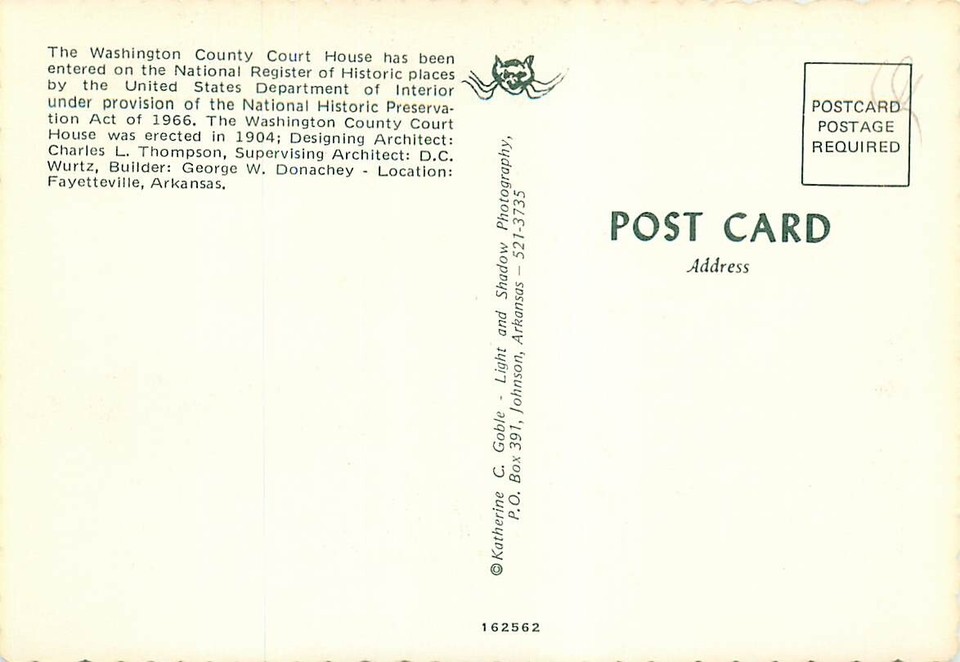 The Washington County Court House has been
entered on the National Register of Historic places
by the United States Department of Interior
under provision of the National Historic Preserva-
tion Act of 1966. The Washington County Court
House was erected in 1904; Designing Architect:
Charles L. Thompson, Supervising Architect: D.C.
Wurtz, Builder: George W. Donachey - Location:
Fayetteville, Arkansas.
©Katherine C. Goble - Light and Shadow Photography,
P.O. Box 391, Johnson, Arkansas — 521-3735
162562
POSTCARD
POSTAGE
REQUIRED
POST CARD
Address